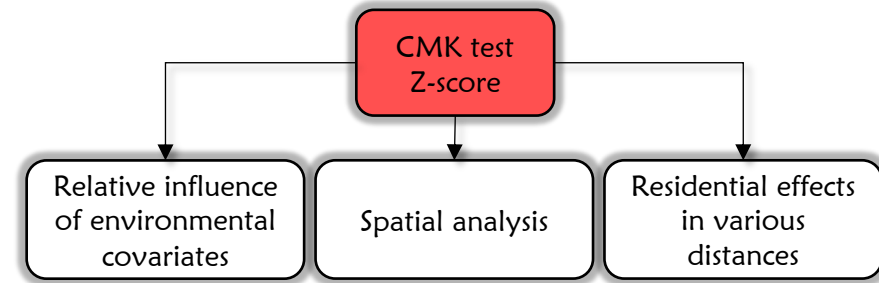 CMK test
Z-score
Relative influence
of environmental
covariates
Spatial analysis
Residential effects
in various
distances